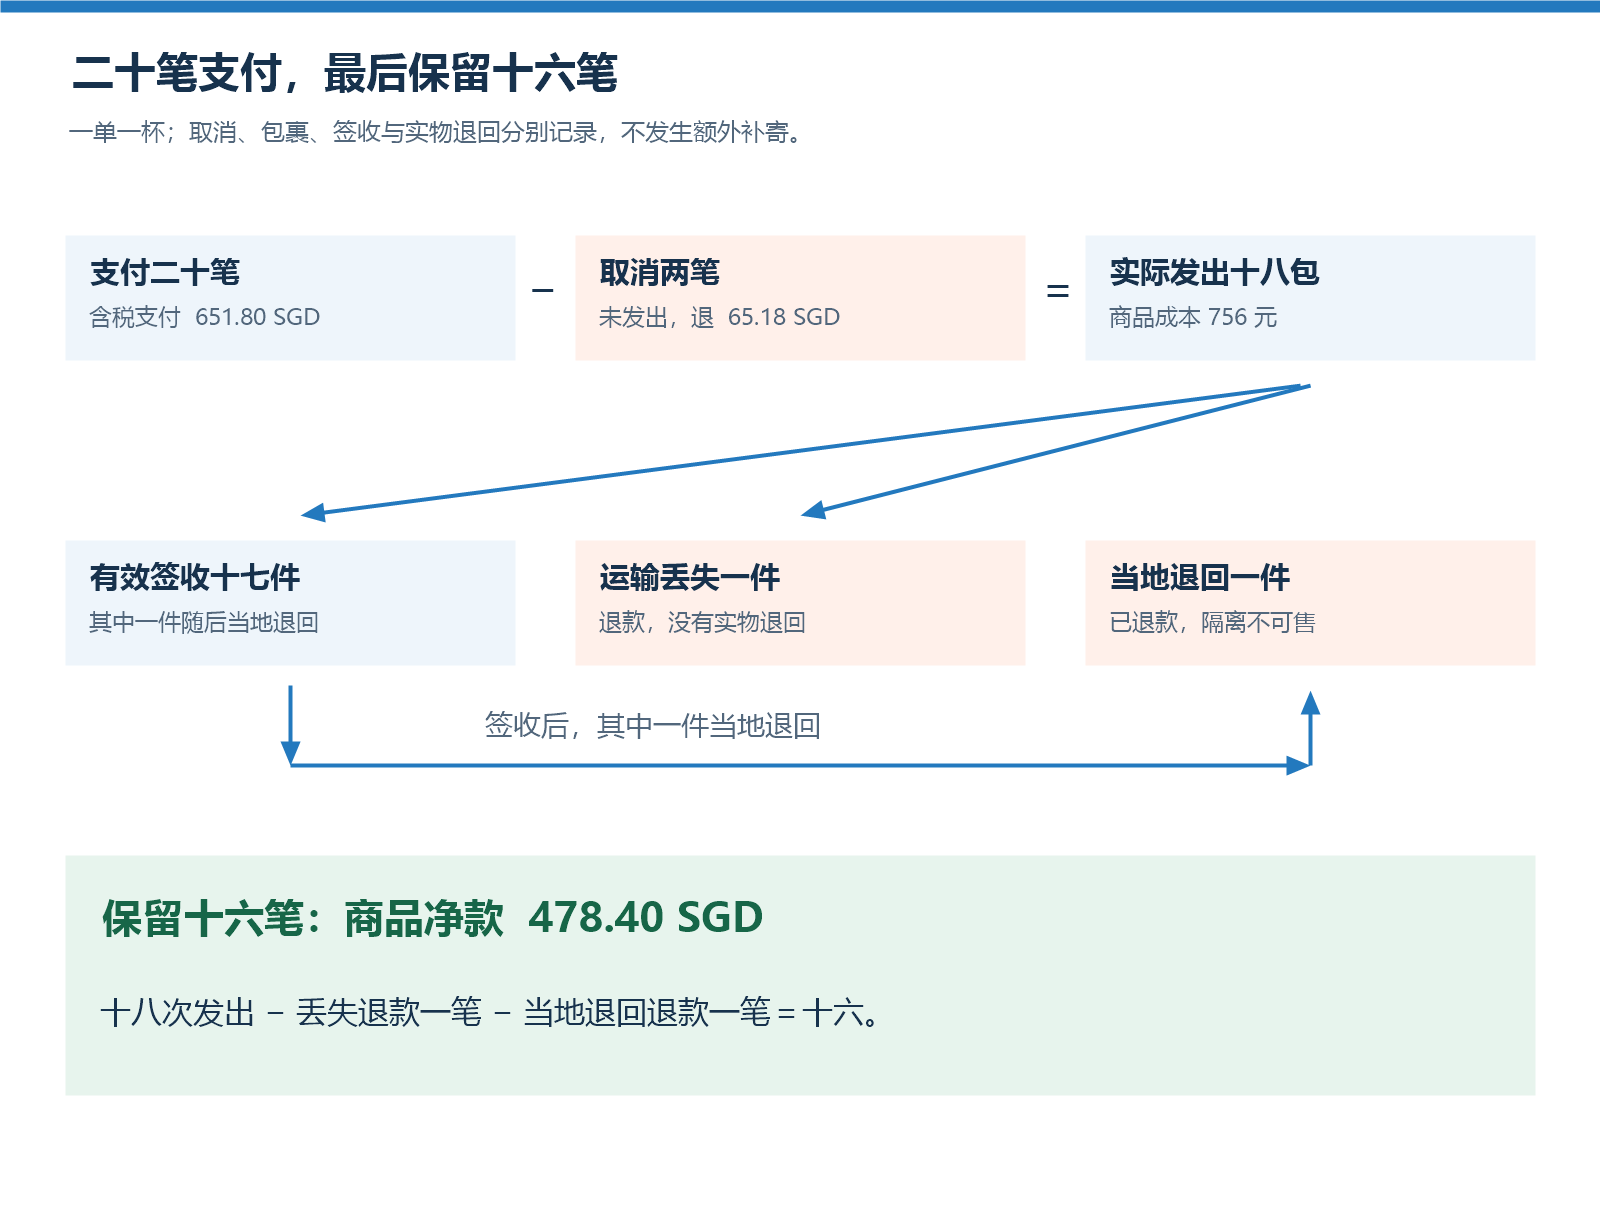 二十笔支付，最后保留十六笔
一单一杯；取消、包裹、签收与实物退回分别记录，不发生额外补寄。
支付二十笔
含税支付 651.80 SGD
−
取消两笔
未发出，退 65.18 SGD
=
实际发出十八包
商品成本 756 元
有效签收十七件
其中一件随后当地退回
运输丢失一件
退款，没有实物退回
当地退回一件
已退款，隔离不可售
签收后，其中一件当地退回
保留十六笔：商品净款 478.40 SGD
十八次发出 − 丢失退款一笔 − 当地退回退款一笔 = 十六。